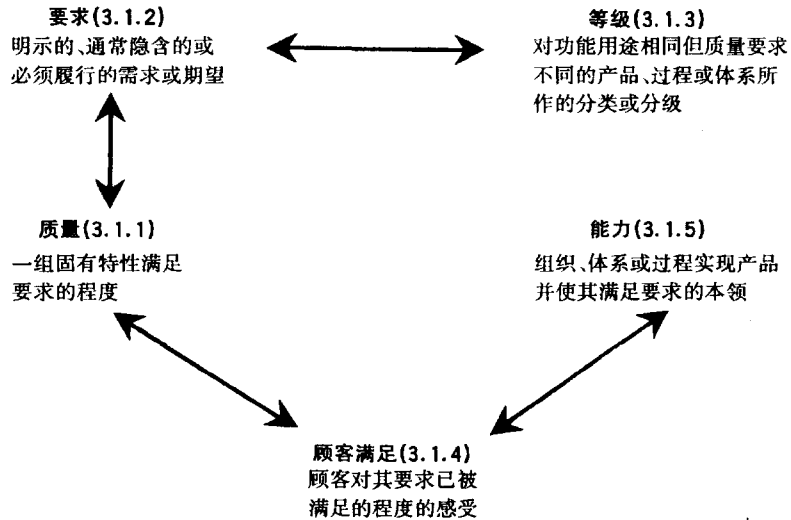 要求(3.1.2)
明示的、通常隐含的或
必须履行的需求或期望
等级(3.1.3)
对功能用途相同但质量要求
不同的产品、过程或体系所
作的分类或分级
质量(3.1.1)
一组固有特性满足
要求的程度
能力(3.1.5)
组织、体系或过程实现产品
并使其满足要求的本领
顾客满足(3.1.4)
顾客对其要求已被
满足的程度的感受